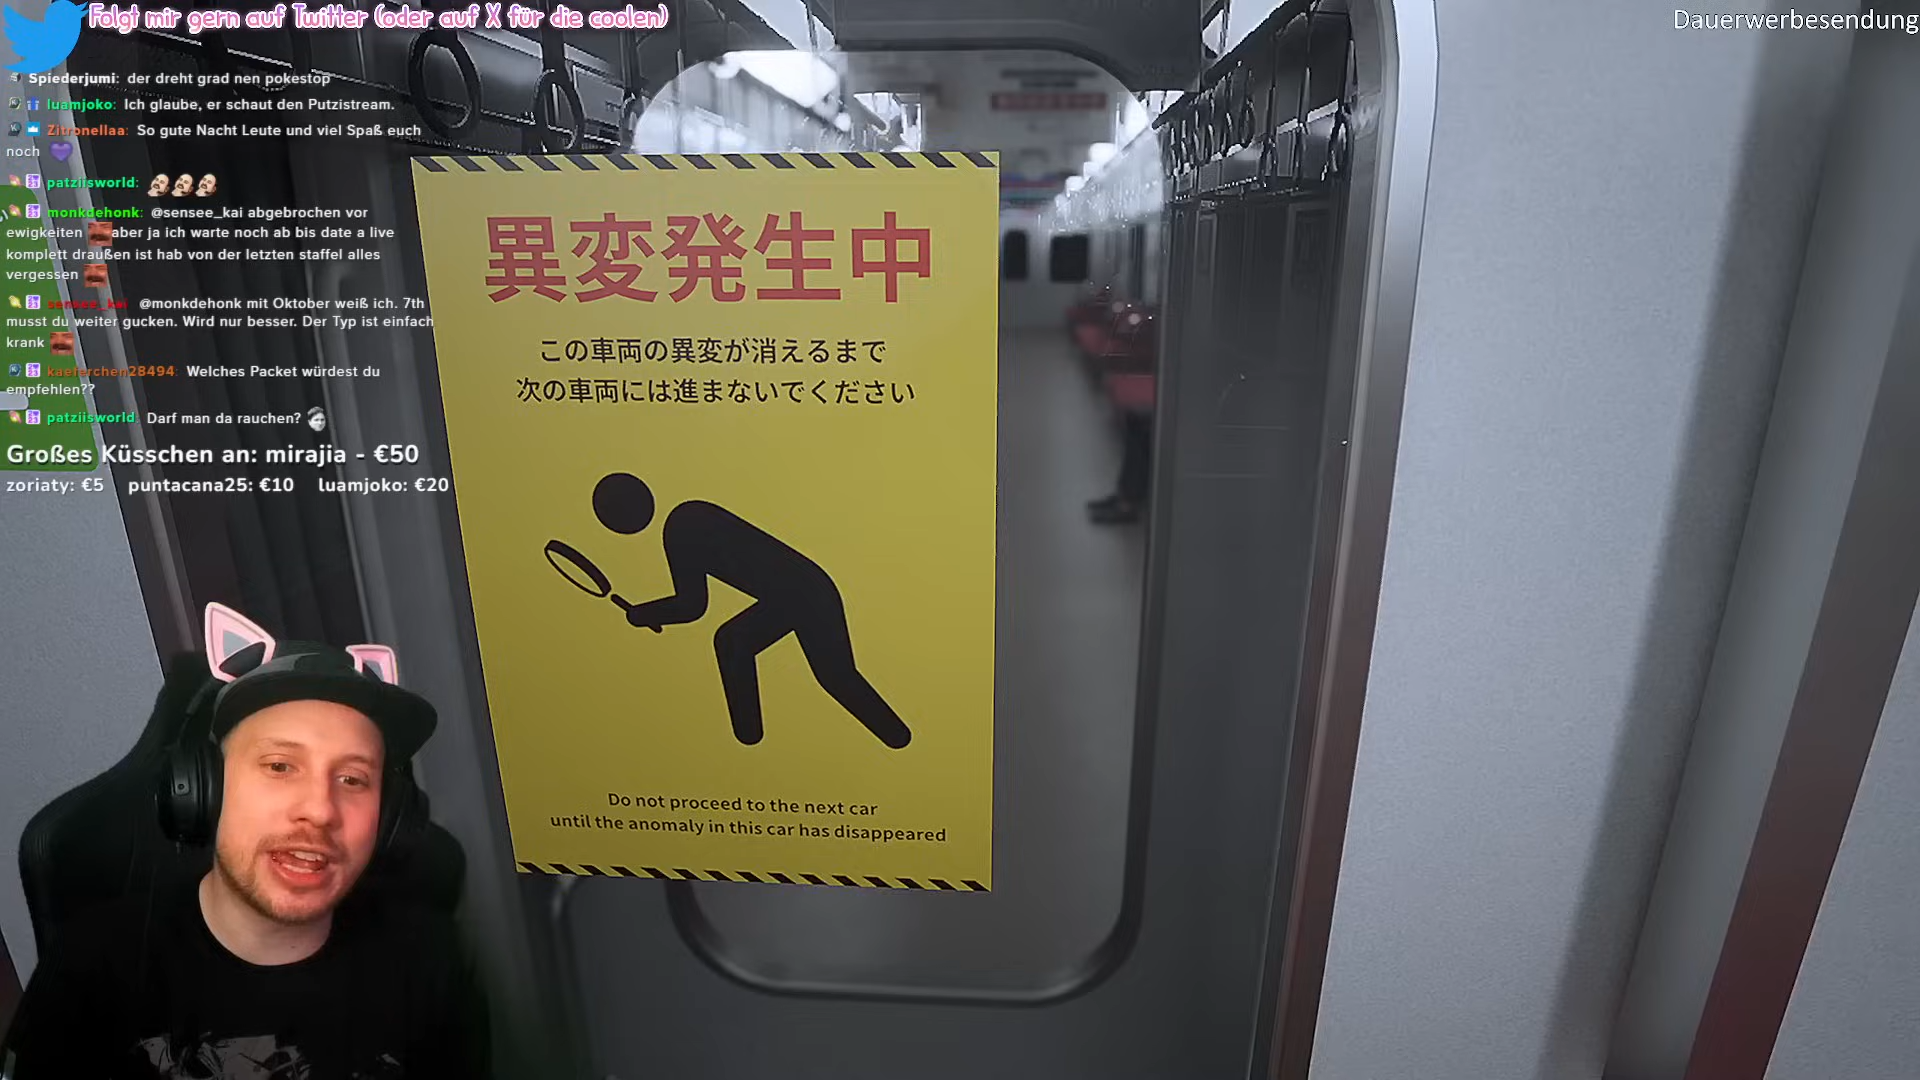 Folgt mir gern auf Twitter (oder auf X für die coolen)
Dauerwerbesendung
Spiederjumi: der dreht grad nen pokestop
luamjoko: Ich glaube, er schaut den Putzistream.
Zitronellaa: So gute Nacht Leute und viel Spaß euch
noch
patziisworld:
monkdehonk: @sensee_kai abgebrochen vor
ewigkeiten aber ja ich warte noch ab bis date a live
komplett draußen ist hab von der letzten staffel alles
vergessen
sensee_kai @monkdehonk mit Oktober weiß ich. 7th
musst du weiter gucken. Wird nur besser. Der Typ ist einfach
krank
kaeferchen28494: Welches Packet würdest du
empfehlen??
patziisworld: Darf man da rauchen?
Großes Küsschen an: mirajia - €50
zoriaty: €5 puntacana25: €10 luamjoko: €20
異変発生中
この車両の異変が消えるまで
次の車両には進まないでください
Do not proceed to the next car
until the anomaly in this car has disappeared